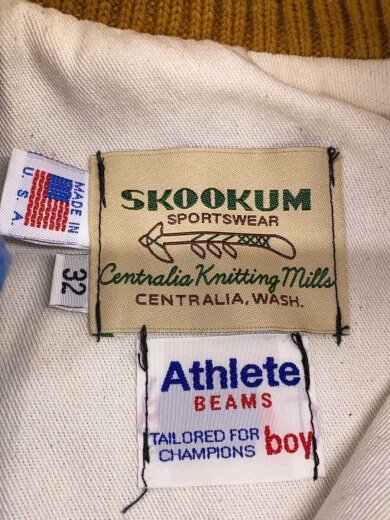 SKOOKUM
SPORTSWEAR
Centralia Knitting Mills
CENTRALIA, WASH.
MADE IN
U.S.A.
32
Athlete
BEAMS
TAILORED FOR
CHAMPIONS
boy